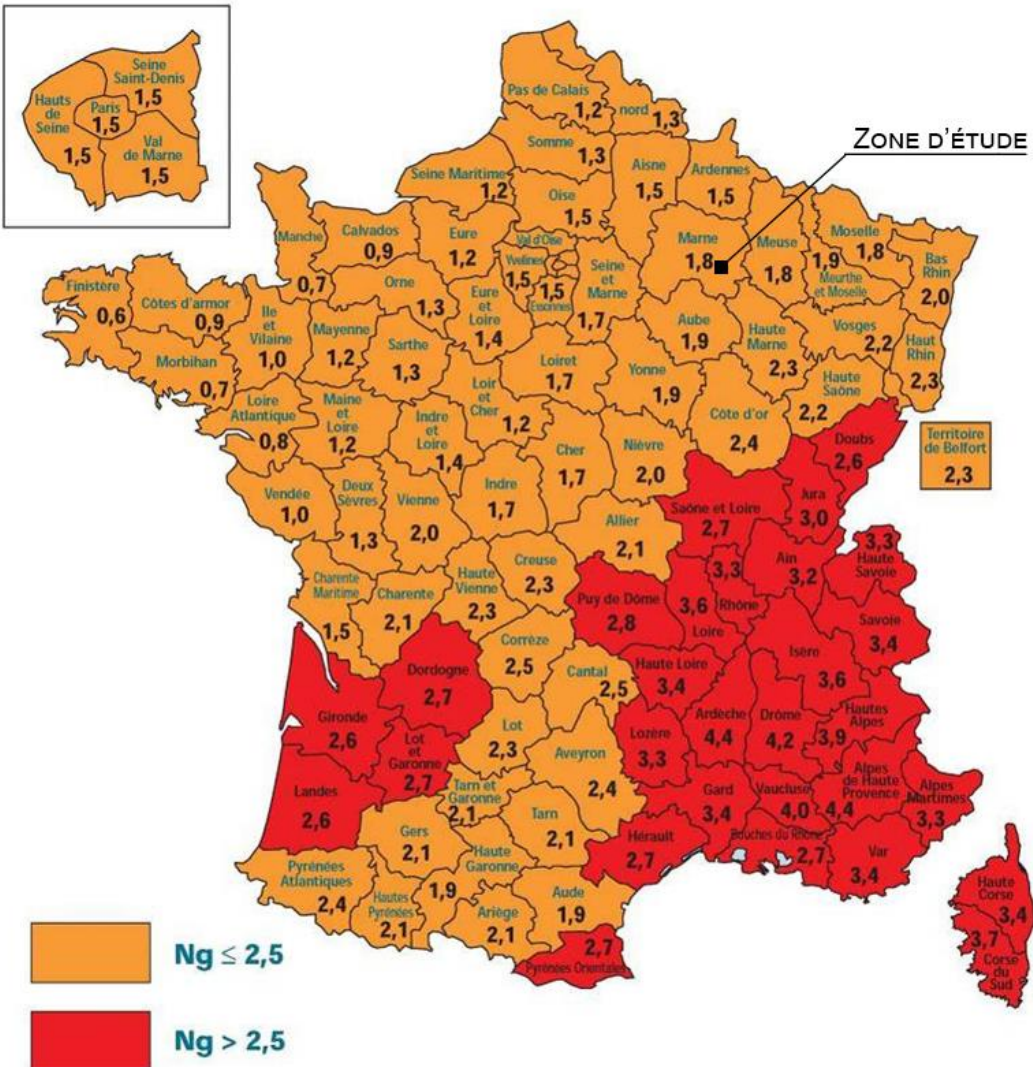 Seine
Saint-Denis
1,5
Hauts
de
Seine
1,5
Paris
1,5
Val
de Marne
1,5
ZONE D'ÉTUDE
Pas de Calais
1,2
nord
1,3
Somme
1,3
Seine Maritime
1,2
Aisne
1,5
Ardennes
1,5
Oise
1,5
Manche
0,7
Calvados
0,9
Eure
1,2
Val d'Oise
Yvelines
1,5
1,5
Essonnes
Seine
et
Marne
1,7
Marne
1,8
Meuse
1,8
Moselle
1,8
1,9
Meurthe
et Moselle
Bas
Rhin
2,0
Finistère
0,6
Côtes d'armor
0,9
Ile
et
Vilaine
1,0
Orne
1,3
Mayenne
1,2
Sarthe
1,3
Eure
et
Loire
1,4
Aube
1,9
Haute
Marne
2,3
Vosges
2,2
Haut
Rhin
2,3
Morbihan
0,7
Loiret
1,7
Yonne
1,9
Haute
Saône
2,2
Loire
Atlantique
0,8
Maine
et
Loire
1,2
Indre
et
Loire
1,4
Loir
et
Cher
1,2
Cher
1,7
Nièvre
2,0
Côte d'or
2,4
Doubs
2,6
Territoire
de Belfort
2,3
Vendée
1,0
Deux
Sèvres
1,3
Vienne
2,0
Indre
1,7
Allier
2,1
Saône et Loire
2,7
Jura
3,0
Charente
Maritime
1,5
Charente
2,1
Haute
Vienne
2,3
Creuse
2,3
Puy de Dôme
2,8
3,6
Loire
3,3
Rhône
Ain
3,2
3,3
Haute
Savoie
Savoie
3,4
Corrèze
2,5
Cantal
2,5
Haute Loire
3,4
Isère
3,6
Dordogne
2,7
Gironde
2,6
Lot
et
Garonne
2,7
Lot
2,3
Aveyron
2,4
Lozère
3,3
Ardèche
4,4
Drôme
4,2
Hautes
Alpes
3,9
Landes
2,6
Tarn et
Garonne
2,1
Tarn
2,1
Gard
3,4
Vaucluse
4,0
Alpes
de Haute
Provence
4,4
Alpes
Martimes
3,3
Gers
2,1
Haute
Garonne
1,9
Hérault
2,7
Bouches du Rhône
2,7
Var
3,4
Pyrénées
Atlantiques
2,4
Hautes
Pyrénées
2,1
Ariège
2,1
Aude
1,9
2,7
Pyrénées Orientales
Haute
Corse
3,4
3,7
Corse
du
Sud
Ng ≤ 2,5
Ng > 2,5